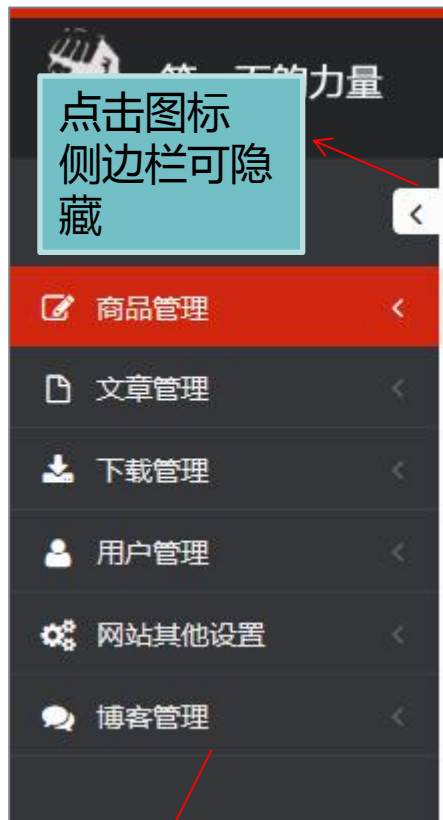 的力量
点击图标
侧边栏可隐
藏
商品管理
文章管理
下载管理
用户管理
网站其他设置
博客管理